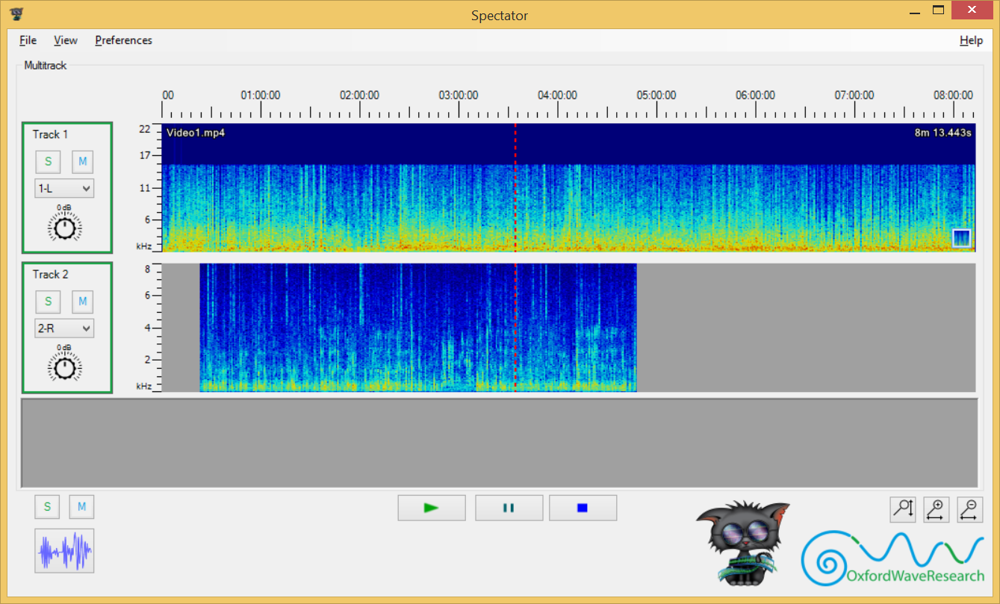 Spectator
File View Preferences Help
Multitrack
00 01:00:00 02:00:00 03:00:00 04:00:00 05:00:00 06:00:00 07:00:00 08:00:00
Track 1
S M
1-L
0 dB
22
17
11
6
kHz
Video1.mp4 8m 13.443s
Track 2
S M
2-R
0 dB
8
6
4
2
kHz
S M
OxfordWaveResearch